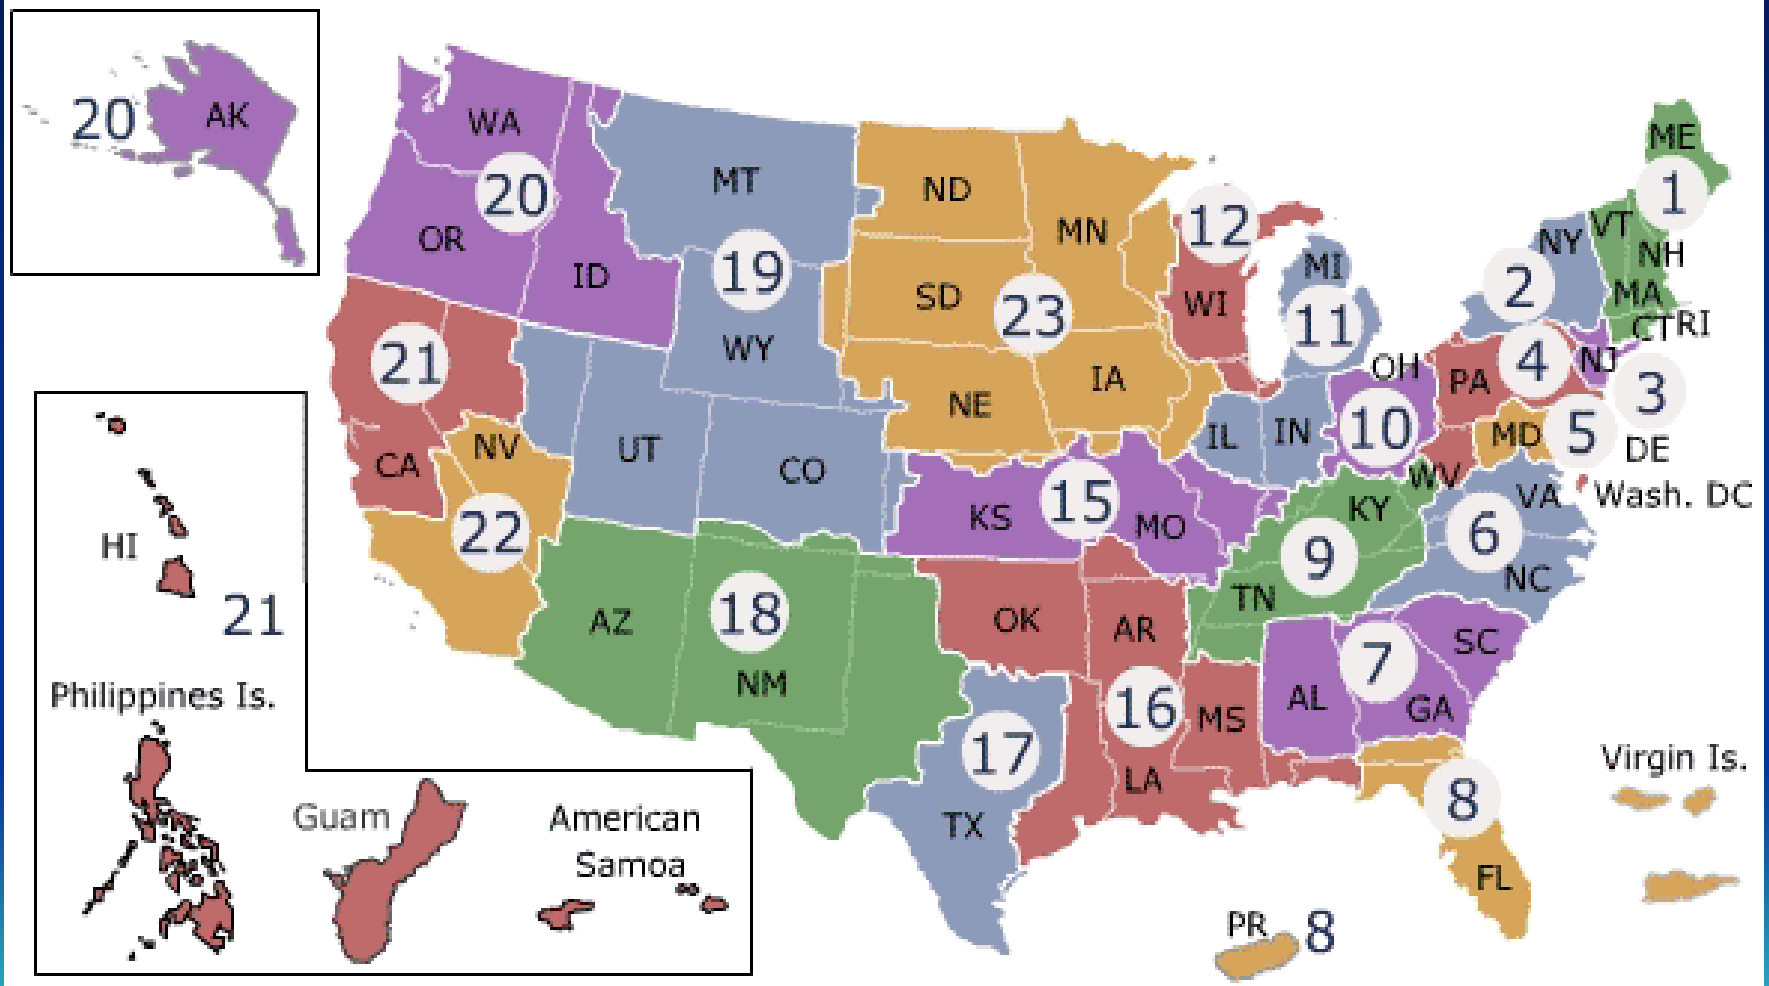 20 AK
WA
20
OR
ID
MT
19
WY
ND
MN
SD
23
NE
IA
12
WI
MI
11
ME
1
NY VT
NH
2
MA
CT RI
4
NJ
3
OH
PA
10
MD 5
DE
WV
VA Wash. DC
6
NC
21
CA
NV
22
UT
CO
KS
15
MO
IL
IN
KY
9
TN
AZ
18
NM
OK
AR
16
MS
LA
17
TX
7
SC
AL
GA
8
FL
HI
21
Philippines Is.
Guam
American
Samoa
Virgin Is.
PR 8